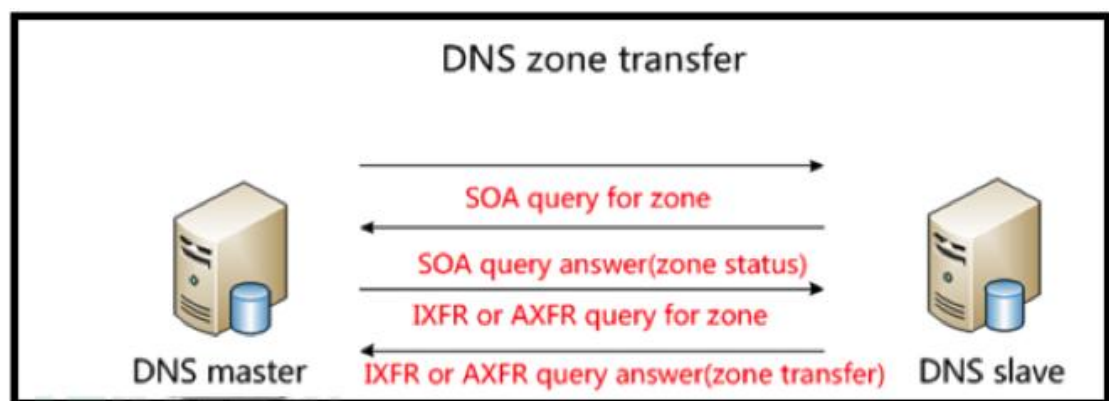 DNS zone transfer
SOA query for zone
SOA query answer(zone status)
IXFR or AXFR query for zone
DNS master
IXFR or AXFR query answer(zone transfer)
DNS slave